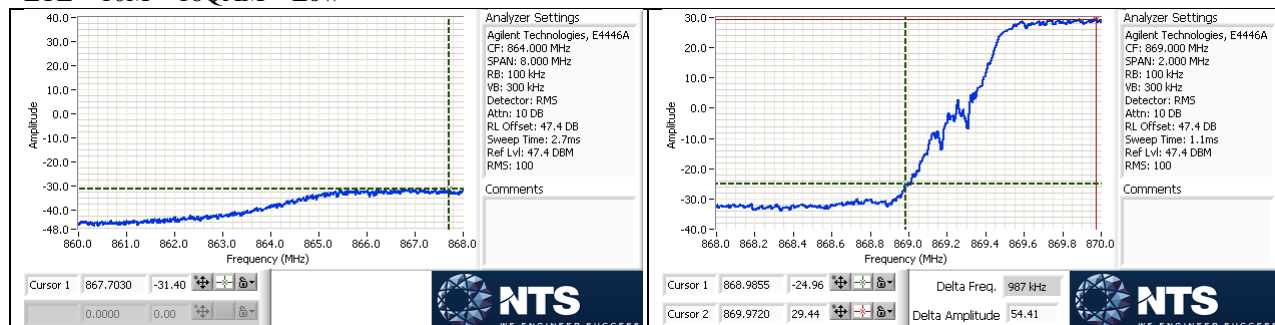 LTE - 10M - 16QAM - Low
40.0
30.0
20.0
10.0
0.0
-10.0
-20.0
-30.0
-40.0
-48.0
Amplitude
860.0 861.0 862.0 863.0 864.0 865.0 866.0 867.0 868.0
Frequency (MHz)
Analyzer Settings
Agilent Technologies, E4446A
CF: 864.000 MHz
SPAN: 8.000 MHz
RB: 100 kHz
VB: 300 kHz
Detector: RMS
Attn: 10 DB
RL Offset: 47.4 DB
Sweep Time: 2.7ms
Ref Lvl: 47.4 DBM
RMS: 100
Comments
Cursor 1 867.7030 -31.40
0.0000 0.00
NTS
WE ENGINEER SUCCESS
30.0
20.0
10.0
0.0
-10.0
-20.0
-30.0
-40.0
Amplitude
868.0 868.2 868.4 868.6 868.8 869.0 869.2 869.4 869.6 869.8 870.0
Frequency (MHz)
Analyzer Settings
Agilent Technologies, E4446A
CF: 869.000 MHz
SPAN: 2.000 MHz
RB: 100 kHz
VB: 300 kHz
Detector: RMS
Attn: 10 DB
RL Offset: 47.4 DB
Sweep Time: 1.1ms
Ref Lvl: 47.4 DBM
RMS: 100
Comments
Cursor 1 868.9855 -24.96
Cursor 2 869.9720 29.44
Delta Freq. 987 kHz
Delta Amplitude 54.41
NTS
WE ENGINEER SUCCESS